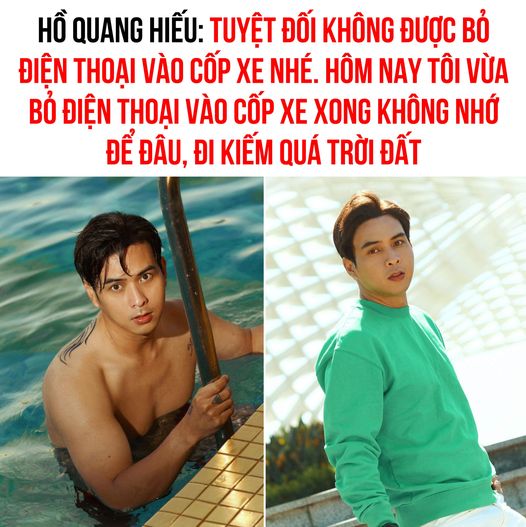 HỒ QUANG HIẾU: TUYỆT ĐỐI KHÔNG ĐƯỢC BỎ
ĐIỆN THOẠI VÀO CỐP XE NHÉ. HÔM NAY TÔI VỪA
BỎ ĐIỆN THOẠI VÀO CỐP XE XONG KHÔNG NHỚ
ĐỂ ĐÂU, ĐI KIẾM QUÁ TRỜI ĐẤT